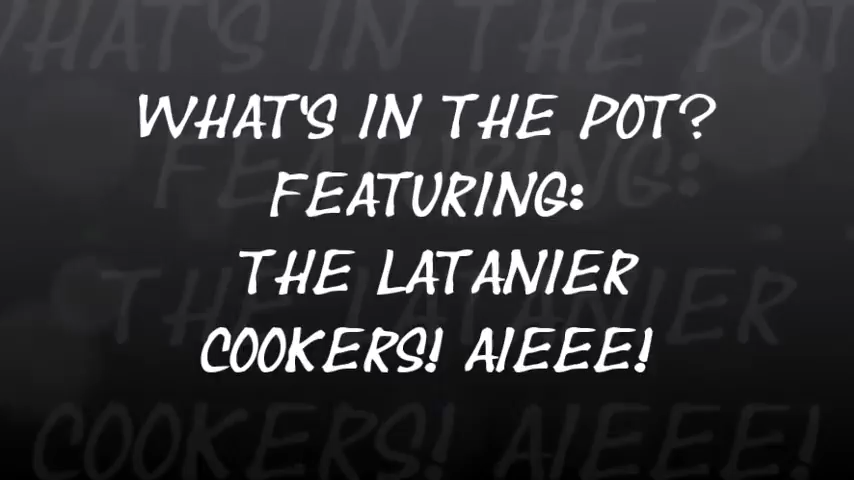 WHAT'S IN THE POT?
FEATURING:
THE LATANIER
COOKERS! AIEEE!